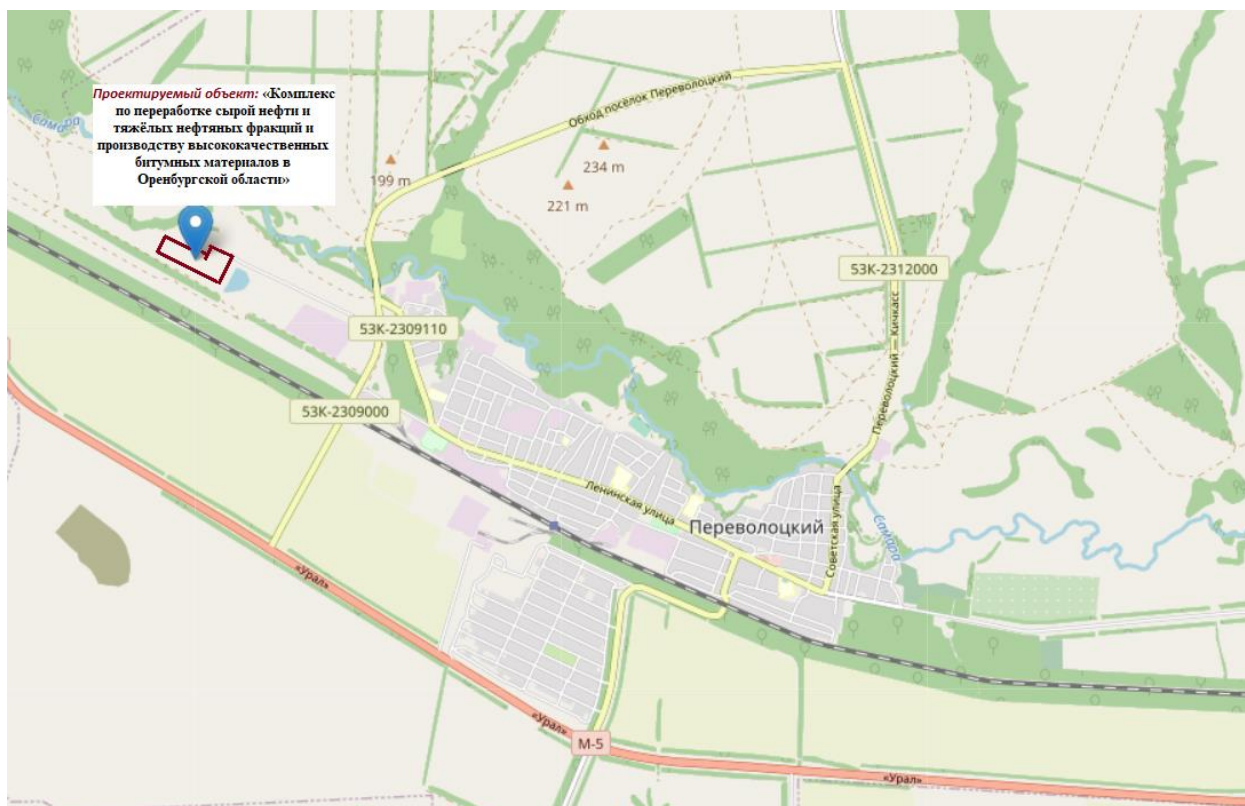 Проектируемый объект: «Комплекс
по переработке сырой нефти и
тяжёлых нефтяных фракций и
производству высококачественных
битумных материалов в
Оренбургской области»
Самара
Обход посёлок Переволоцкий
199 m
234 m
221 m
53К-2312000
Переволоцкий — Кичкасс
53К-2309110
53К-2309000
Ленинская улица
Переволоцкий
Советская улица
Самара
«Урал»
«Урал»
М-5
«Урал»